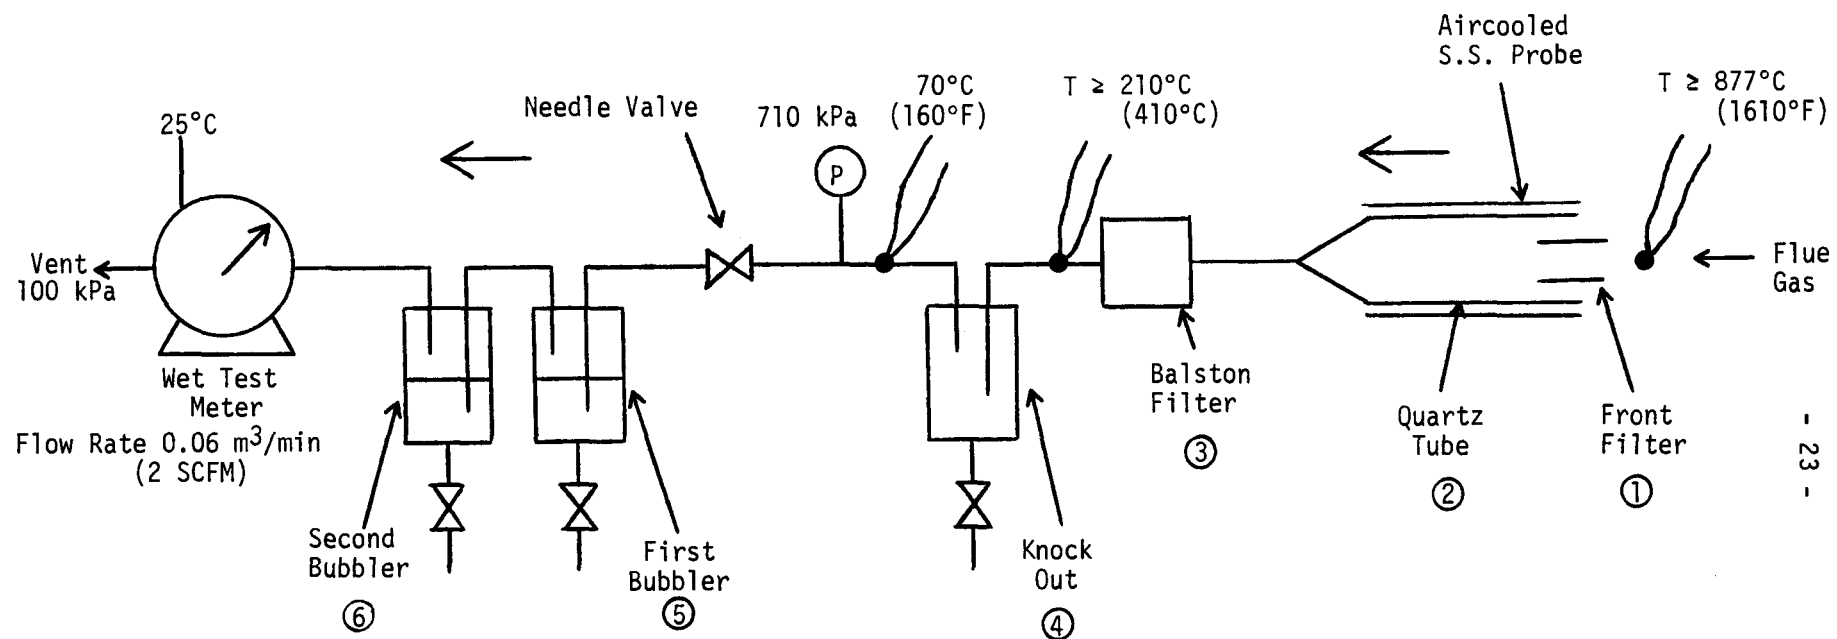 Aircooled
S.S. Probe
T ≥ 877°C
(1610°F)
70°C
(160°F)
T ≥ 210°C
(410°C)
Needle Valve
710 kPa
25°C
P
Vent
100 kPa
Flue
Gas
Wet Test
Meter
Flow Rate 0.06 m³/min
(2 SCFM)
Balston
Filter
③
Quartz
Tube
②
Front
Filter
①
- 23 -
Second
Bubbler
⑥
First
Bubbler
⑤
Knock
Out
④